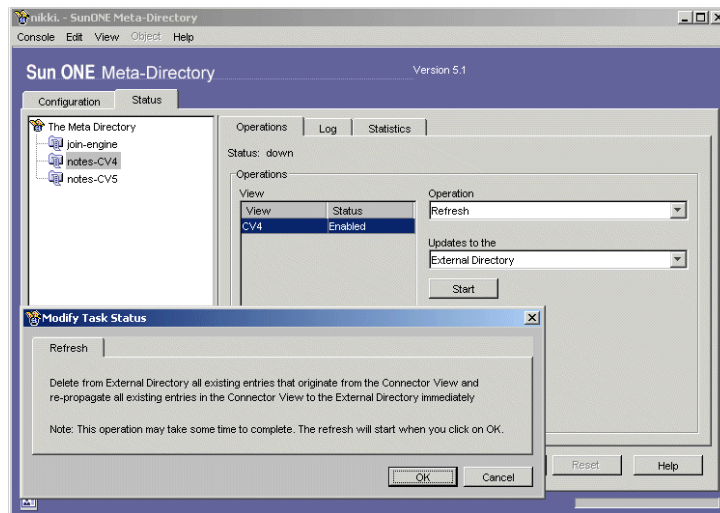 nikki. - SunONE Meta-Directory
Console Edit View Object Help
Sun ONE Meta-Directory
Version 5.1
Configuration Status
The Meta Directory
join-engine
notes-CV4
notes-CV5
Operations Log Statistics
Status: down
Operations
View
View Status
CV4 Enabled
Operation
Refresh
Updates to the
External Directory
Start
Modify Task Status
Refresh
Delete from External Directory all existing entries that originate from the Connector View and
re-propagate all existing entries in the Connector View to the External Directory immediately
Note: This operation may take some time to complete. The refresh will start when you click on OK.
OK Cancel
Reset Help